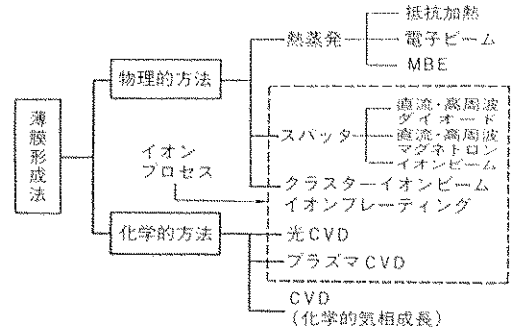 薄膜形成法
物理的方法
熱蒸発
抵抗加熱
電子ビーム
MBE
スパッタ
直流・高周波
ダイオード
直流・高周波
マグネトロン
イオンビーム
クラスターイオンビーム
イオンプレーティング
イオン
プロセス
化学的方法
光CVD
プラズマCVD
CVD
(化学的気相成長)